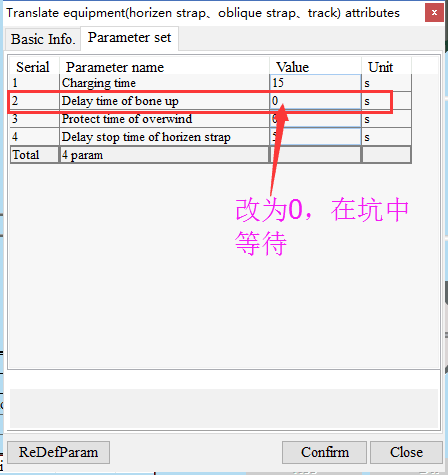 Translate equipment(horizen strap、oblique strap、track) attributes
x
Basic Info. Parameter set
Serial Parameter name Value Unit
1 Charging time 15 s
2 Delay time of bone up 0 s
3 Protect time of overwind s
4 Delay stop time of horizen strap 5 s
Total 4 param
改为0，在坑中
等待
ReDefParam Confirm Close